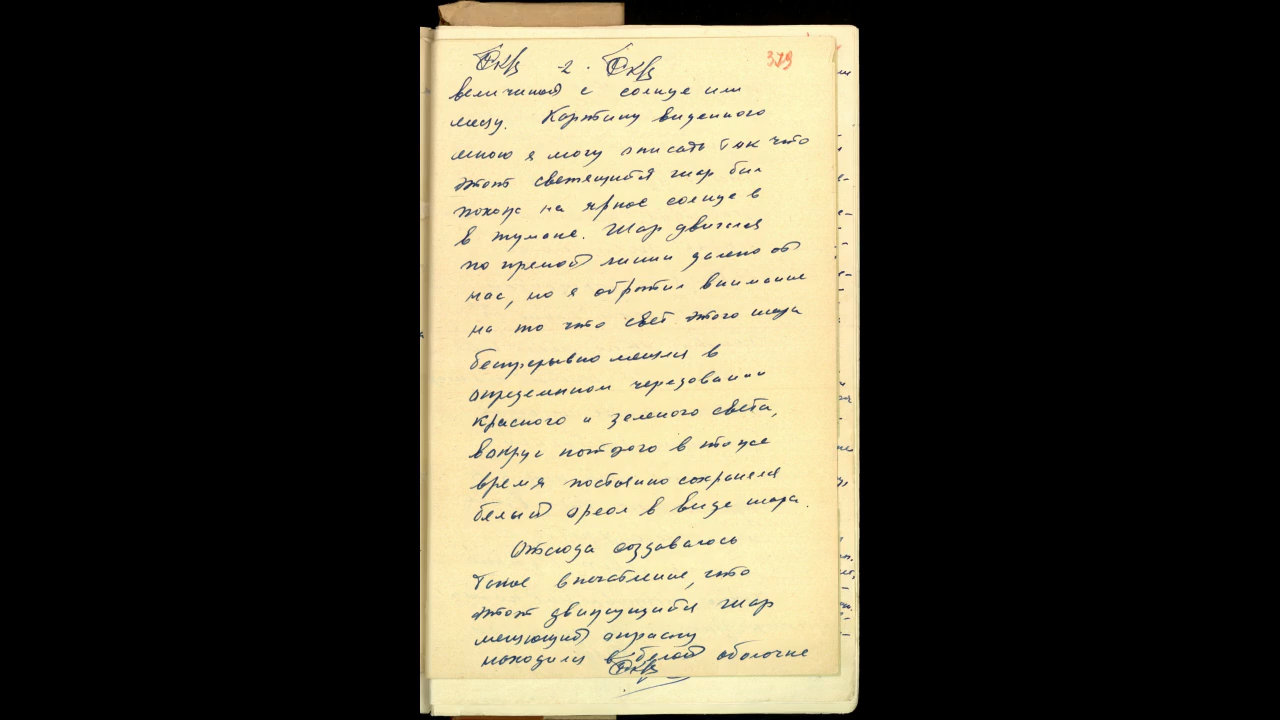 - 2 -
379
величиной с солнце или
луну. Картину виденного
мною я могу описать так что
этот светящийся шар был
похож на яркое солнце в
в тумане. Шар двигался
по прямой линии далеко от
нас, но я обратил внимание
на то что свет этого шара
беспрерывно менялся в
определенном чередовании
красного и зеленого света,
вокруг которого в то же
время постоянно сохранялся
белый ореол в виде шара.
Отсюда создавалось
такое впечатление, что
этот движущийся шар
меняющий окраску
находился в белой оболочке